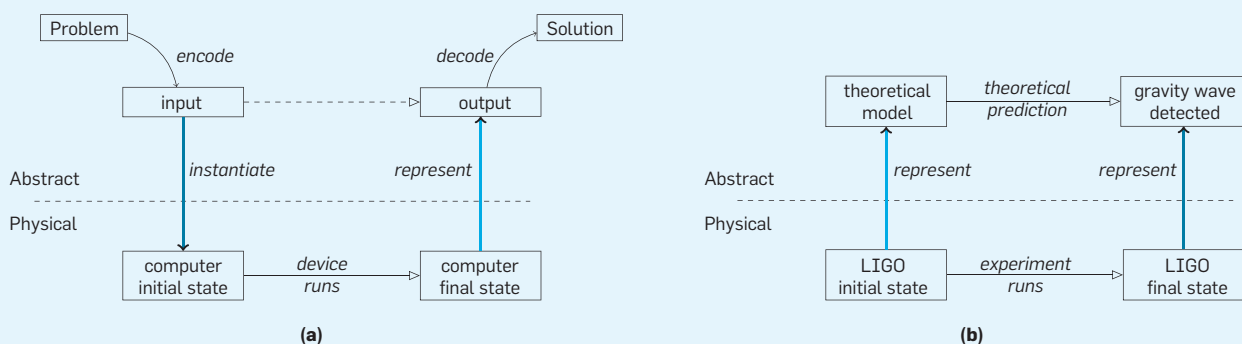 Problem
encode
decode
Solution
input
output
instantiate
represent
Abstract
Physical
computer
initial state
device
runs
computer
final state
(a)
theoretical
model
theoretical
prediction
gravity wave
detected
represent
represent
Abstract
Physical
LIGO
initial state
experiment
runs
LIGO
final state
(b)